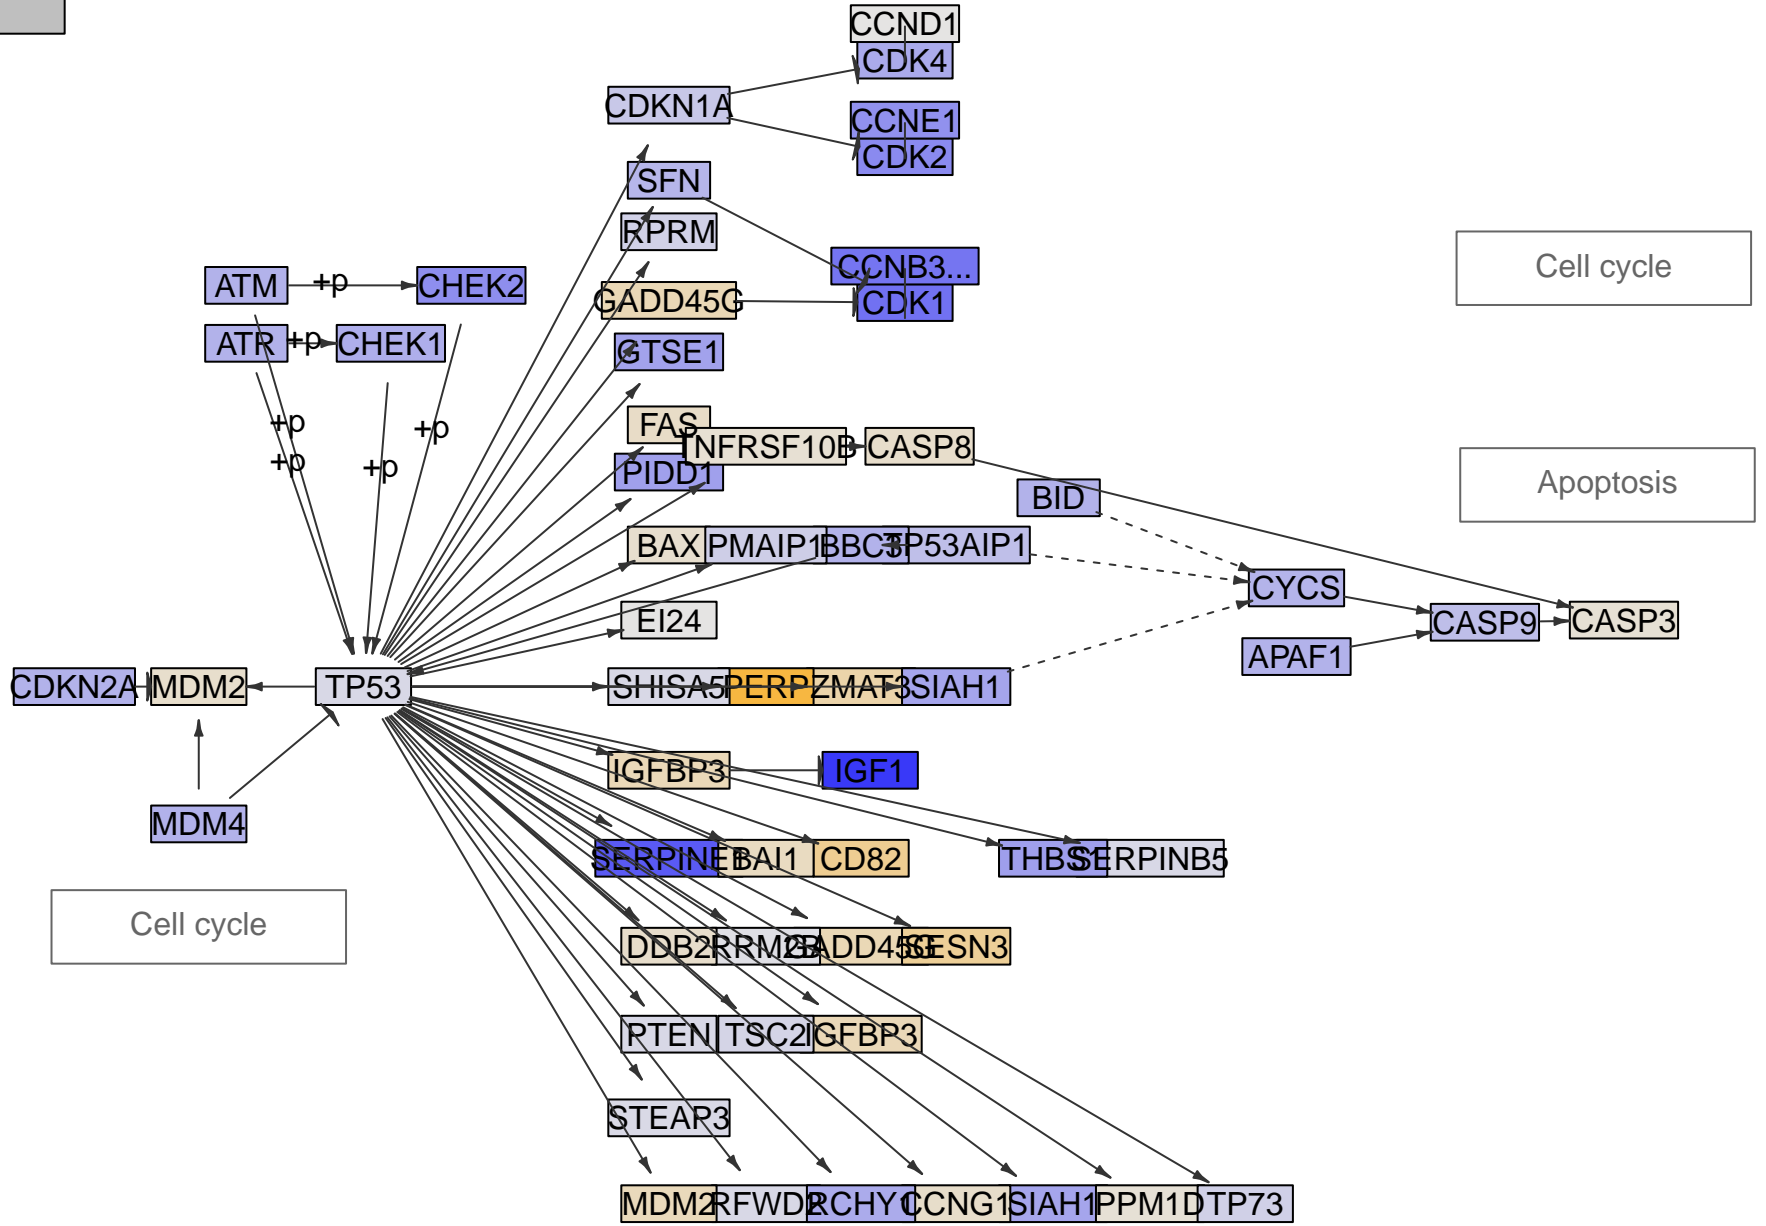 CCND1
CDK4
CDKN1A
CCNE1
CDK2
SFN
RPRM
CCNB3...
Cell cycle
ATM
+p
CHEK2
GADD45G
CDK1
ATR
+p
CHEK1
GTSE1
+p
+p
FAS
TNFRSF10B
CASP8
+p
+p
PIDD1
Apoptosis
BID
BAX
PMAIP1
BBC3
TP53AIP1
CYCS
EI24
CASP9
CASP3
APAF1
CDKN2A
MDM2
TP53
SHISA5
PERP
ZMAT3
SIAH1
IGFBP3
IGF1
MDM4
SERPINE1
BAI1
CD82
THBS1
SERPINB5
Cell cycle
DDB2
RRM2B
GADD45G
SESN3
PTEN
TSC2
IGFBP3
STEAP3
MDM2
RFWD2
RCHY1
CCNG1
SIAH1
PPM1D
TP73